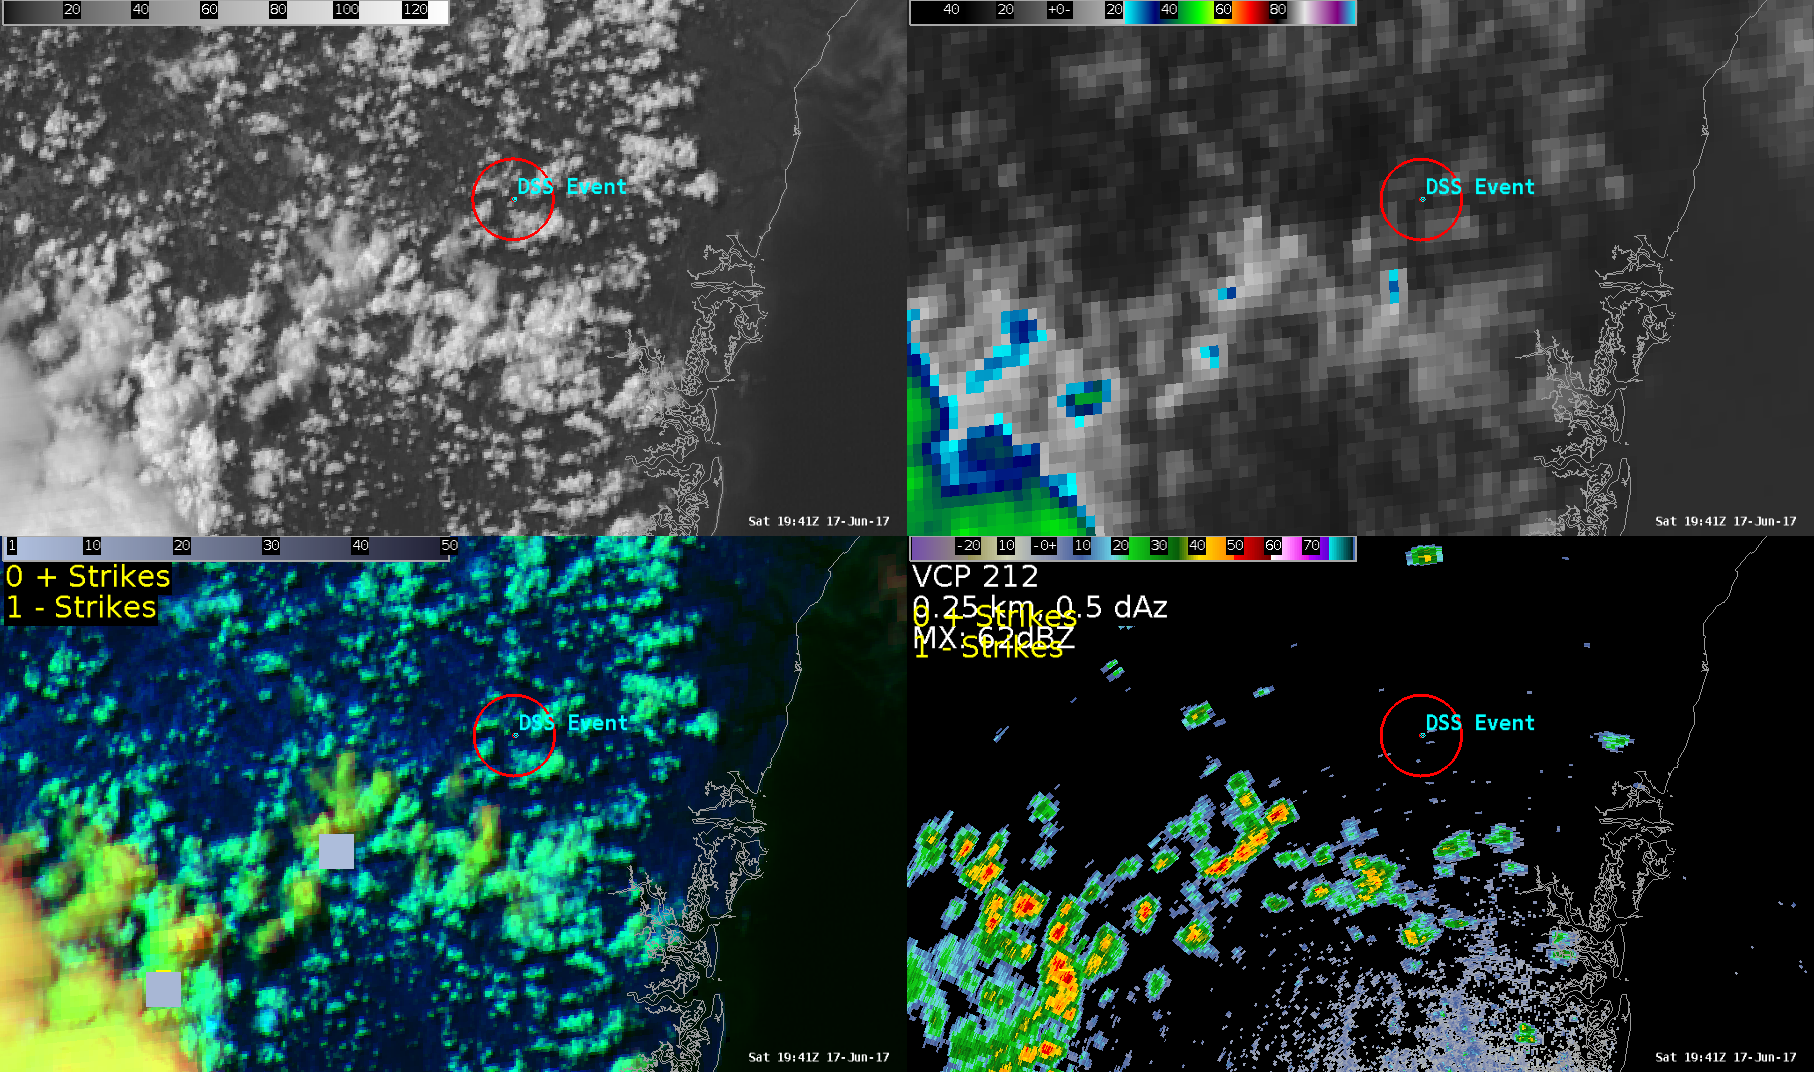 20 40 60 80 100 120
DSS Event
Sat 19:41Z 17-Jun-17
40 20 +0- 20 40 60 80
DSS Event
Sat 19:41Z 17-Jun-17
1 10 20 30 40 50
0 + Strikes
1 - Strikes
DSS Event
Sat 19:41Z 17-Jun-17
-20 10 -0+ 10 20 30 40 50 60 70
VCP 212
0.25 km, 0.5 dAz
0 + Strikes
MX: 62dBZ
1 - Strikes
DSS Event
Sat 19:41Z 17-Jun-17